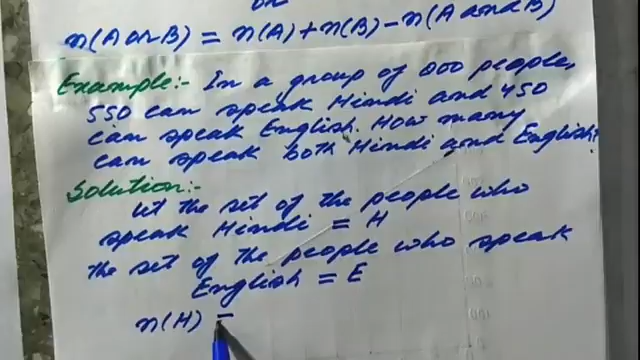 or
n(A or B) = n(A) + n(B) - n(A and B)
Example:- In a group of 800 people,
550 can speak Hindi and 450
can speak English. How many
can speak both Hindi and English?
Solution:-
Let the set of the people who
speak Hindi = H
the set of the people who speak
English = E
n(H) =